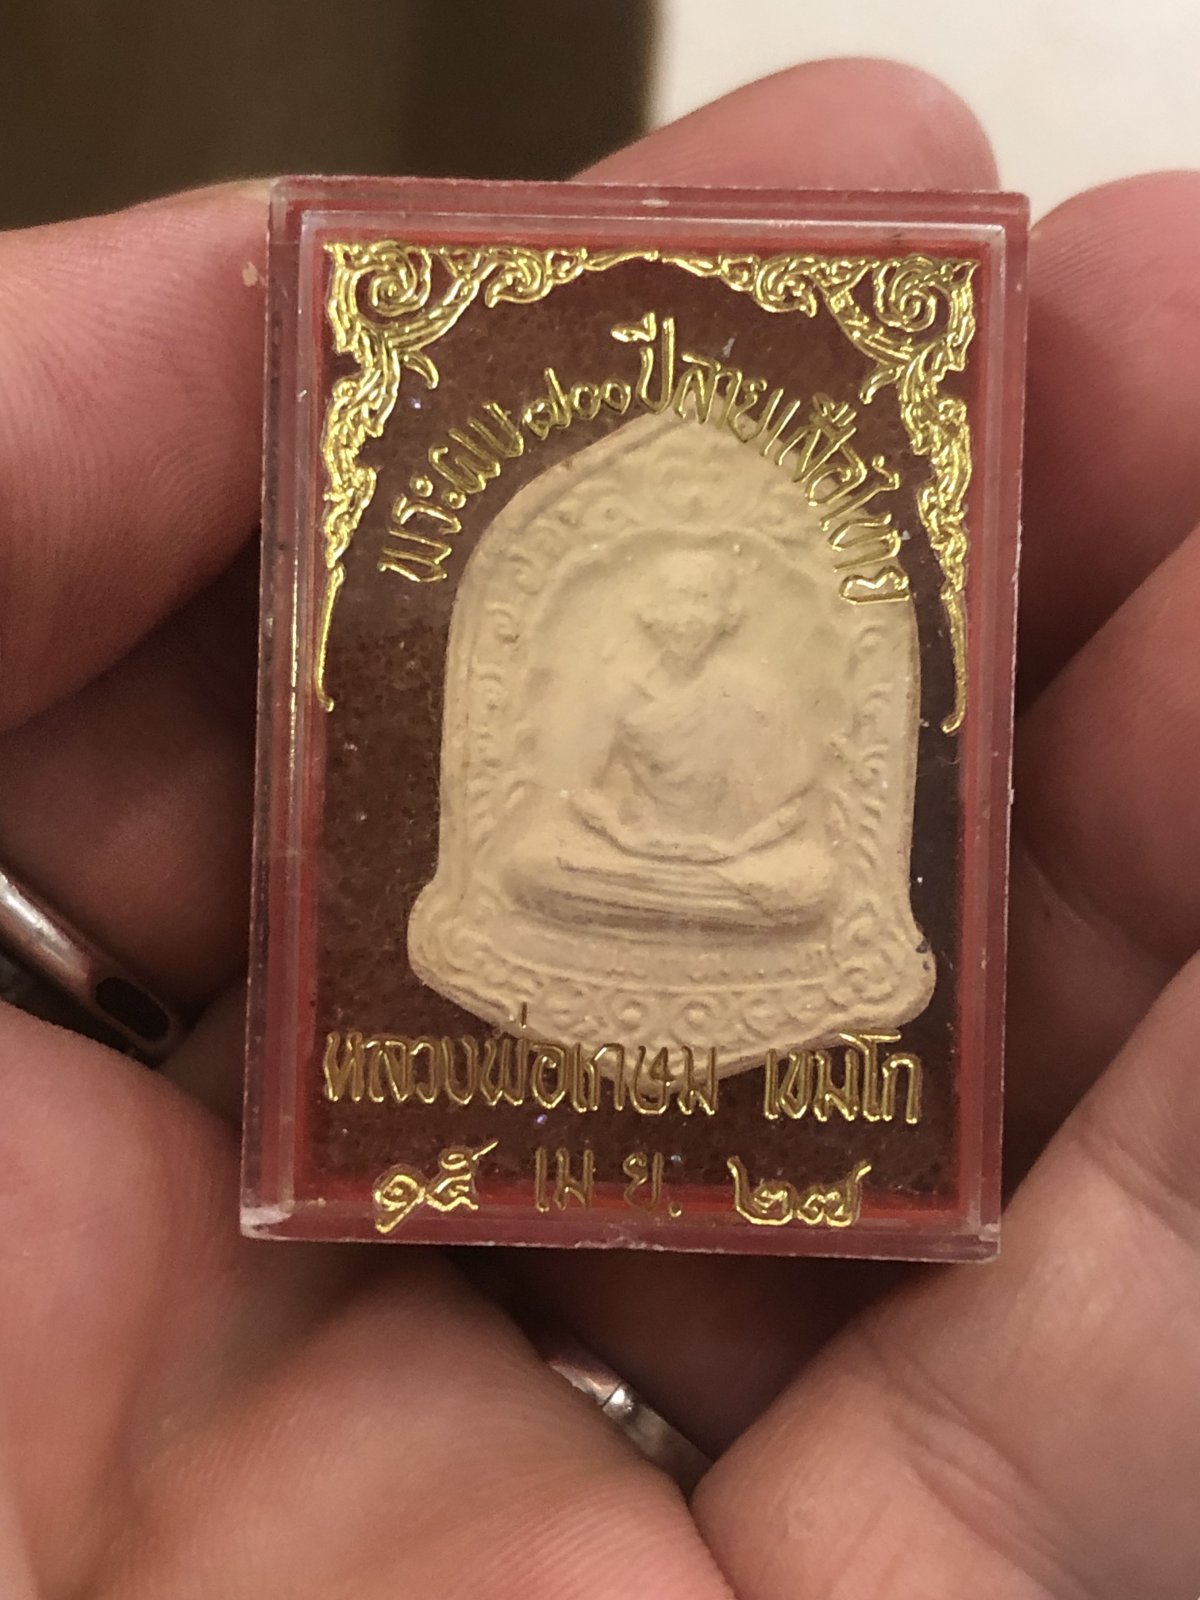 พระผง ๗๐๐ ปี ลายเสือไทย
หลวงพ่อเกษม เขมโก
๑๕ เม.ย. ๒๗